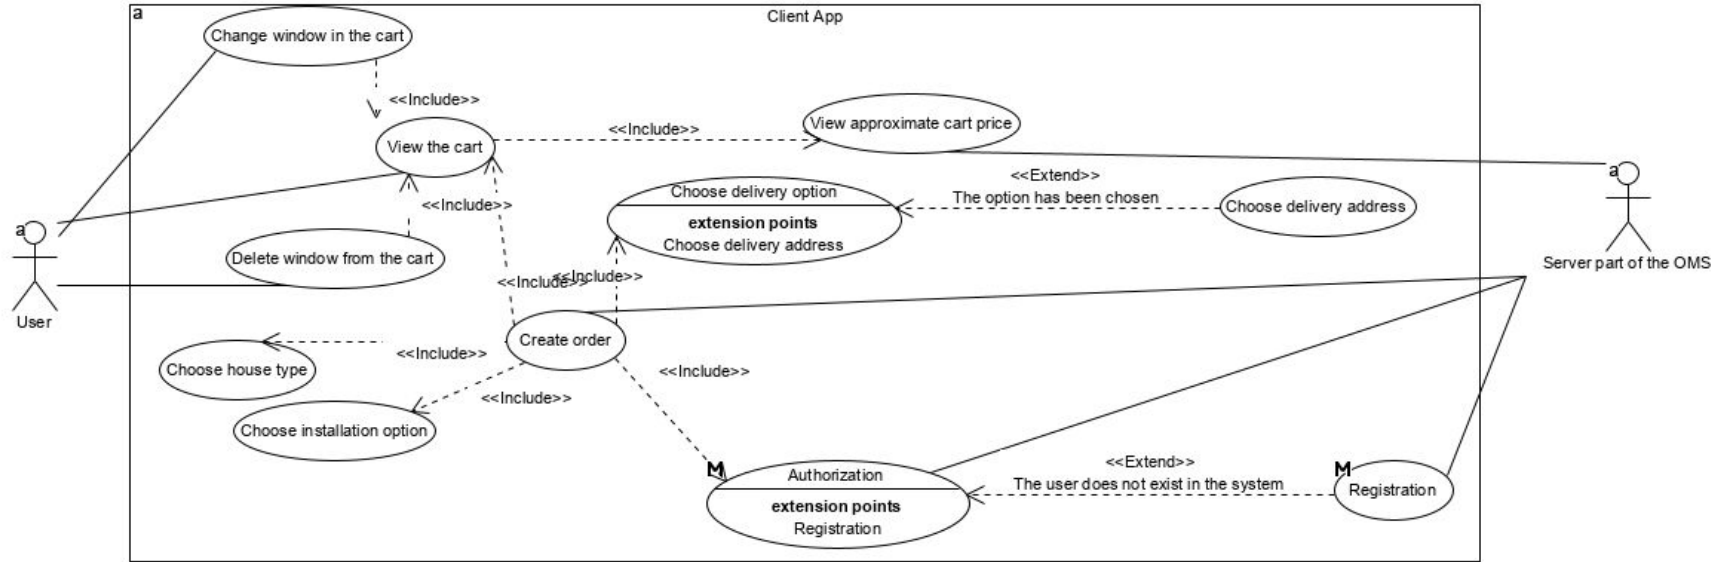 a
Client App
Change window in the cart
<<Include>>
View approximate cart price
<<Include>>
View the cart
<<Extend>>
a
Choose delivery option
The option has been chosen
<<Include>>
Choose delivery address
extension points
a
Choose delivery address
Delete window from the cart
Server part of the OMS
<<Include>>
<<Include>>
User
Create order
<<Include>>
Choose house type
<<Include>>
<<Include>>
Choose installation option
M
Authorization
<<Extend>>
M
The user does not exist in the system
Registration
extension points
Registration